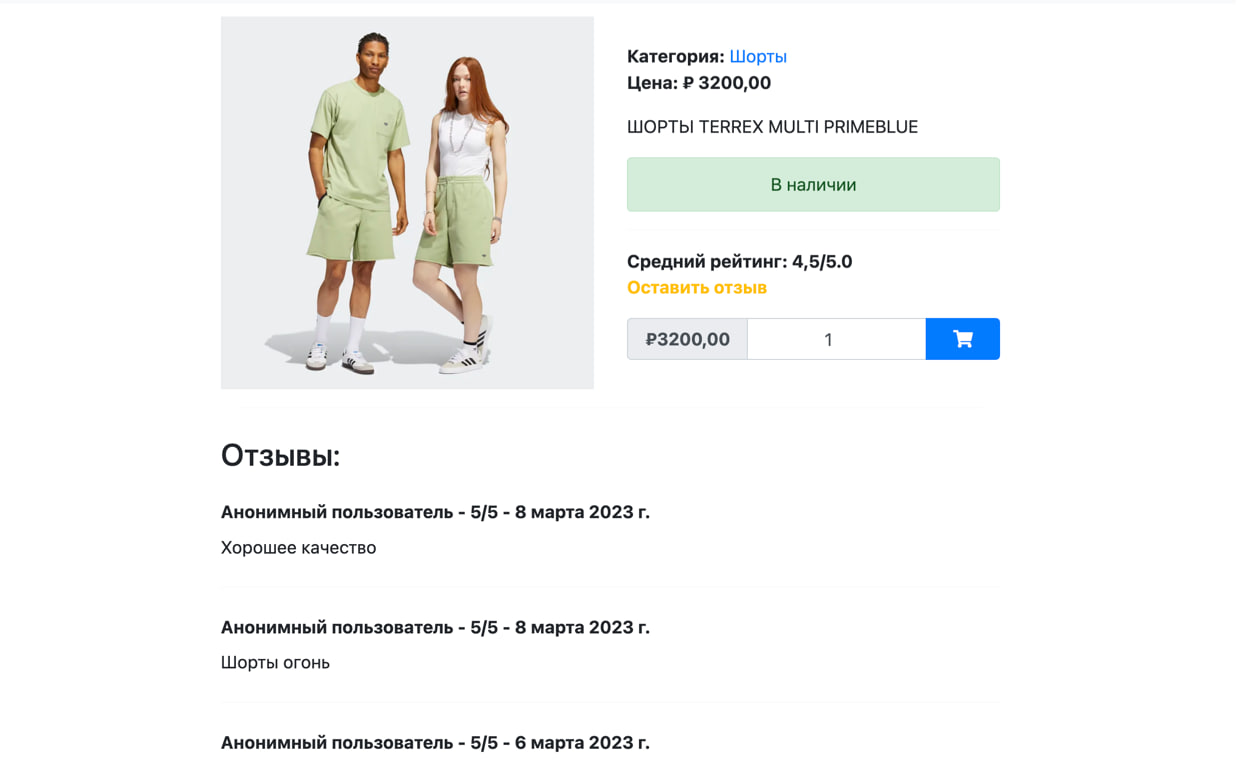 Категория: Шорты
Цена: ₽ 3200,00
ШОРТЫ TERREX MULTI PRIMEBLUE
В наличии
Средний рейтинг: 4,5/5.0
Оставить отзыв
₽3200,00 1
Отзывы:
Анонимный пользователь - 5/5 - 8 марта 2023 г.
Хорошее качество
Анонимный пользователь - 5/5 - 8 марта 2023 г.
Шорты огонь
Анонимный пользователь - 5/5 - 6 марта 2023 г.